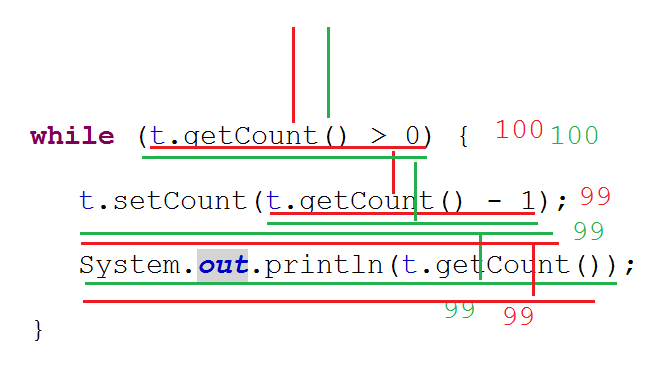 while (t.getCount() > 0) { 100 100
t.setCount(t.getCount() - 1); 99
99
System.out.println(t.getCount());
99 99
}